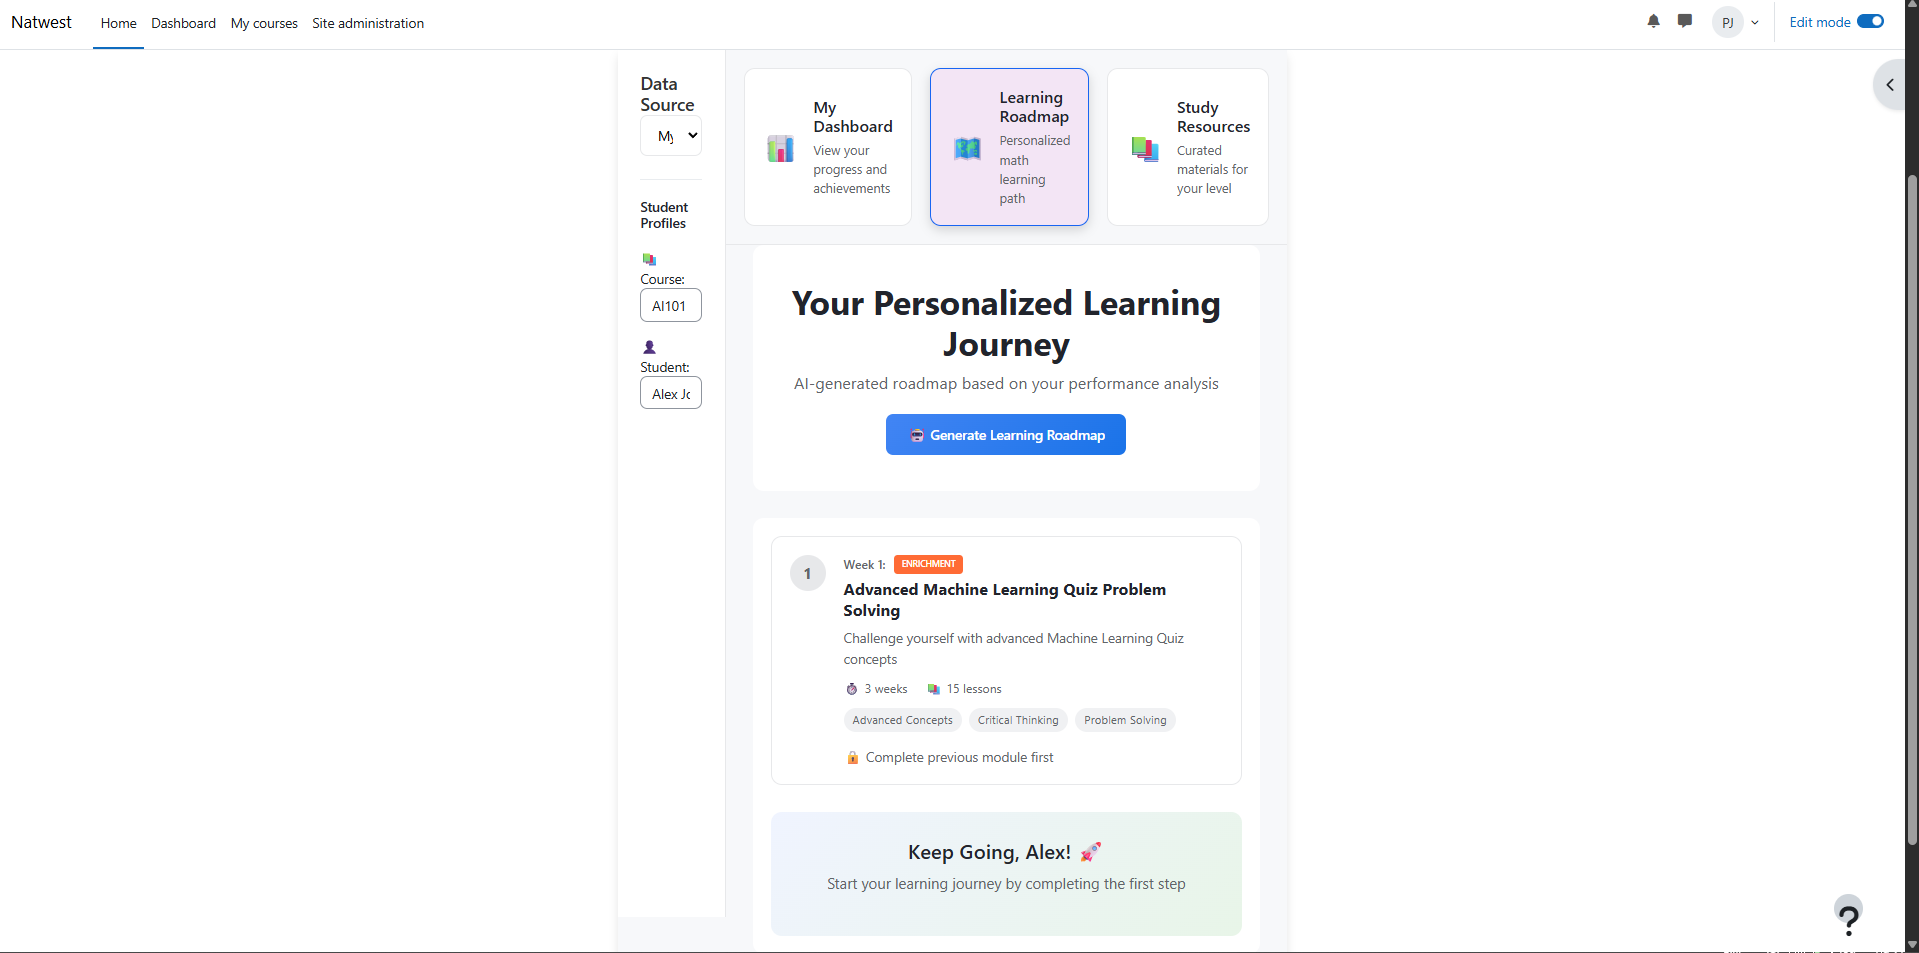 Natwest
Home Dashboard My courses Site administration
PJ
Edit mode
Data
Source
My
Student
Profiles
Course:
AI101
Student:
Alex Jo
My
Dashboard
View your
progress and
achievements
Learning
Roadmap
Personalized
math
learning
path
Study
Resources
Curated
materials for
your level
Your Personalized Learning
Journey
AI-generated roadmap based on your performance analysis
Generate Learning Roadmap
1
Week 1: ENRICHMENT
Advanced Machine Learning Quiz Problem
Solving
Challenge yourself with advanced Machine Learning Quiz
concepts
3 weeks 15 lessons
Advanced Concepts Critical Thinking Problem Solving
Complete previous module first
Keep Going, Alex! 🚀
Start your learning journey by completing the first step
?